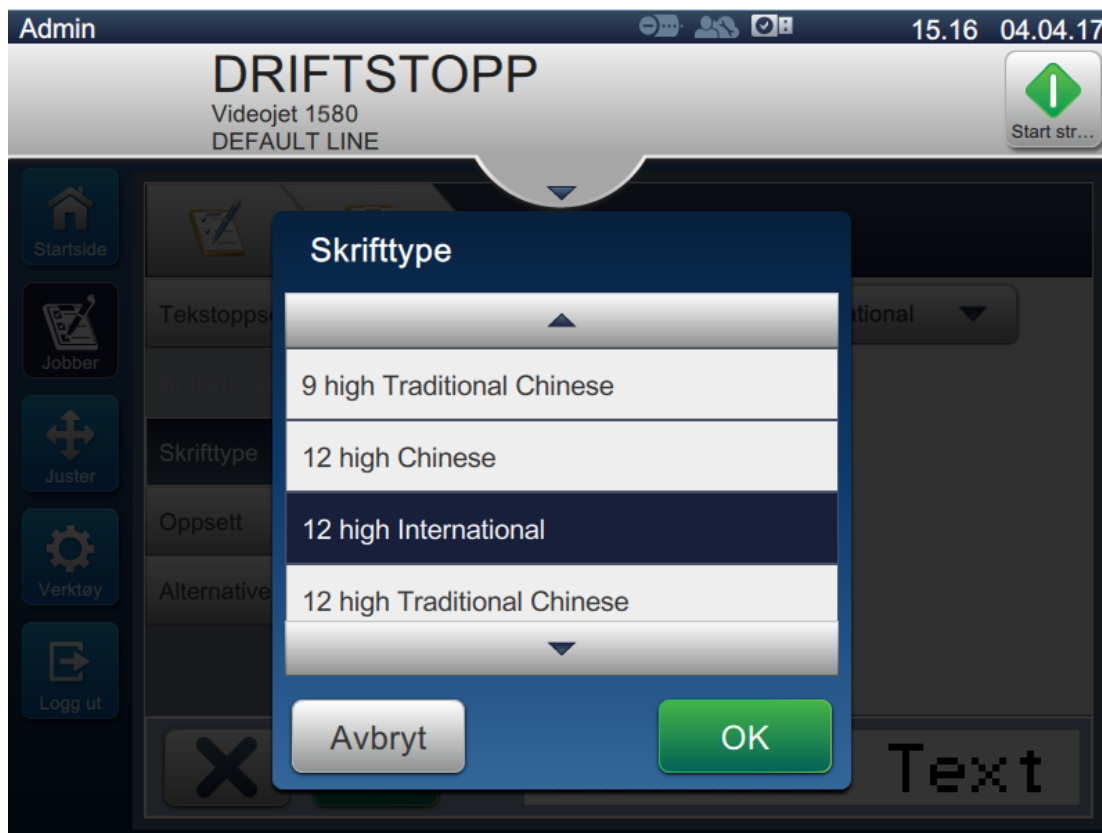 Admin
15.16 04.04.17
DRIFTSTOPP
Videojet 1580
DEFAULT LINE
Start str...
Startside
Jobber
Juster
Verktøy
Logg ut
Tekstopps
Skrifttype
Oppsett
Alternative
ational
Skrifttype
9 high Traditional Chinese
12 high Chinese
12 high International
12 high Traditional Chinese
Avbryt
OK
Text